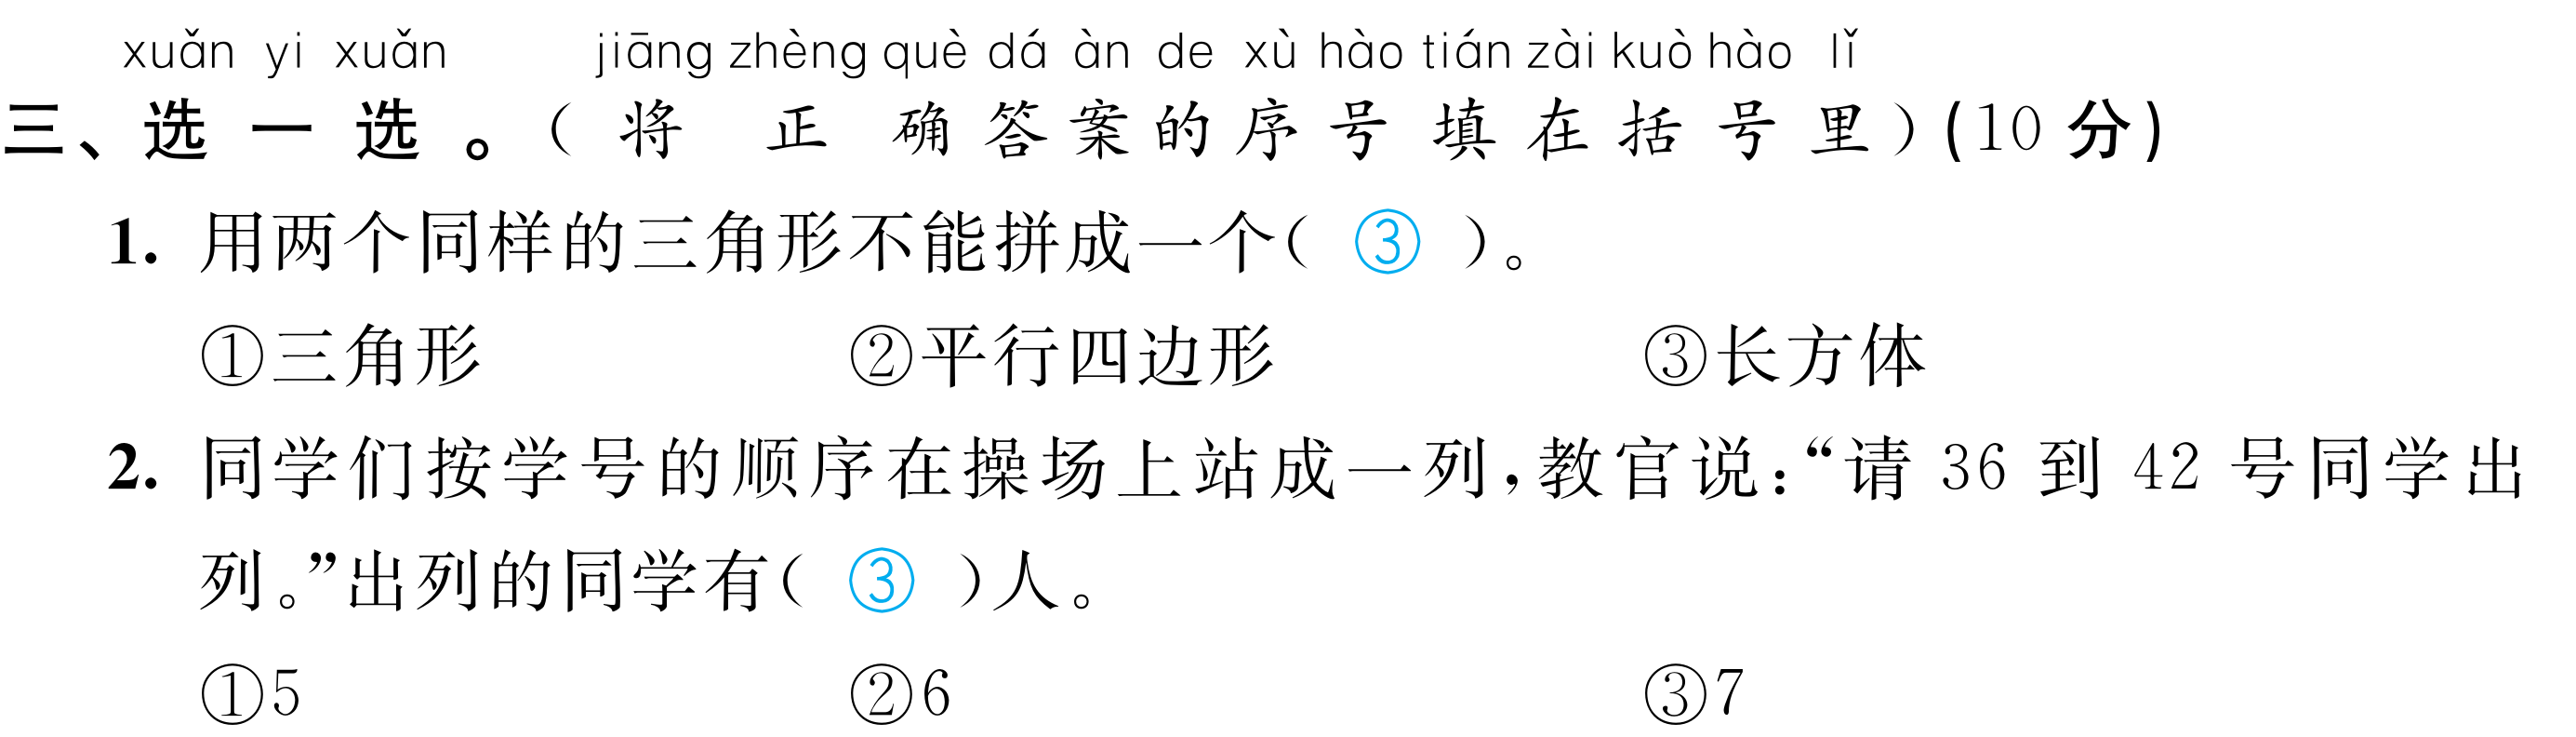 xuǎn yi xuǎn jiāng zhèng què dá àn de xù hào tián zài kuò hào lǐ
三、选一选。(将正确答案的序号填在括号里)(10 分)
1. 用两个同样的三角形不能拼成一个( ③ )。
①三角形 ②平行四边形 ③长方体
2. 同学们按学号的顺序在操场上站成一列,教官说:“请 36 到 42 号同学出
列。”出列的同学有( ③ )人。
①5 ②6 ③7